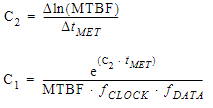 C₂ = Δln(MTBF) / Δt_MET
C₁ = e^(C₂ · t_MET) / MTBF · f_CLOCK · f_DATA